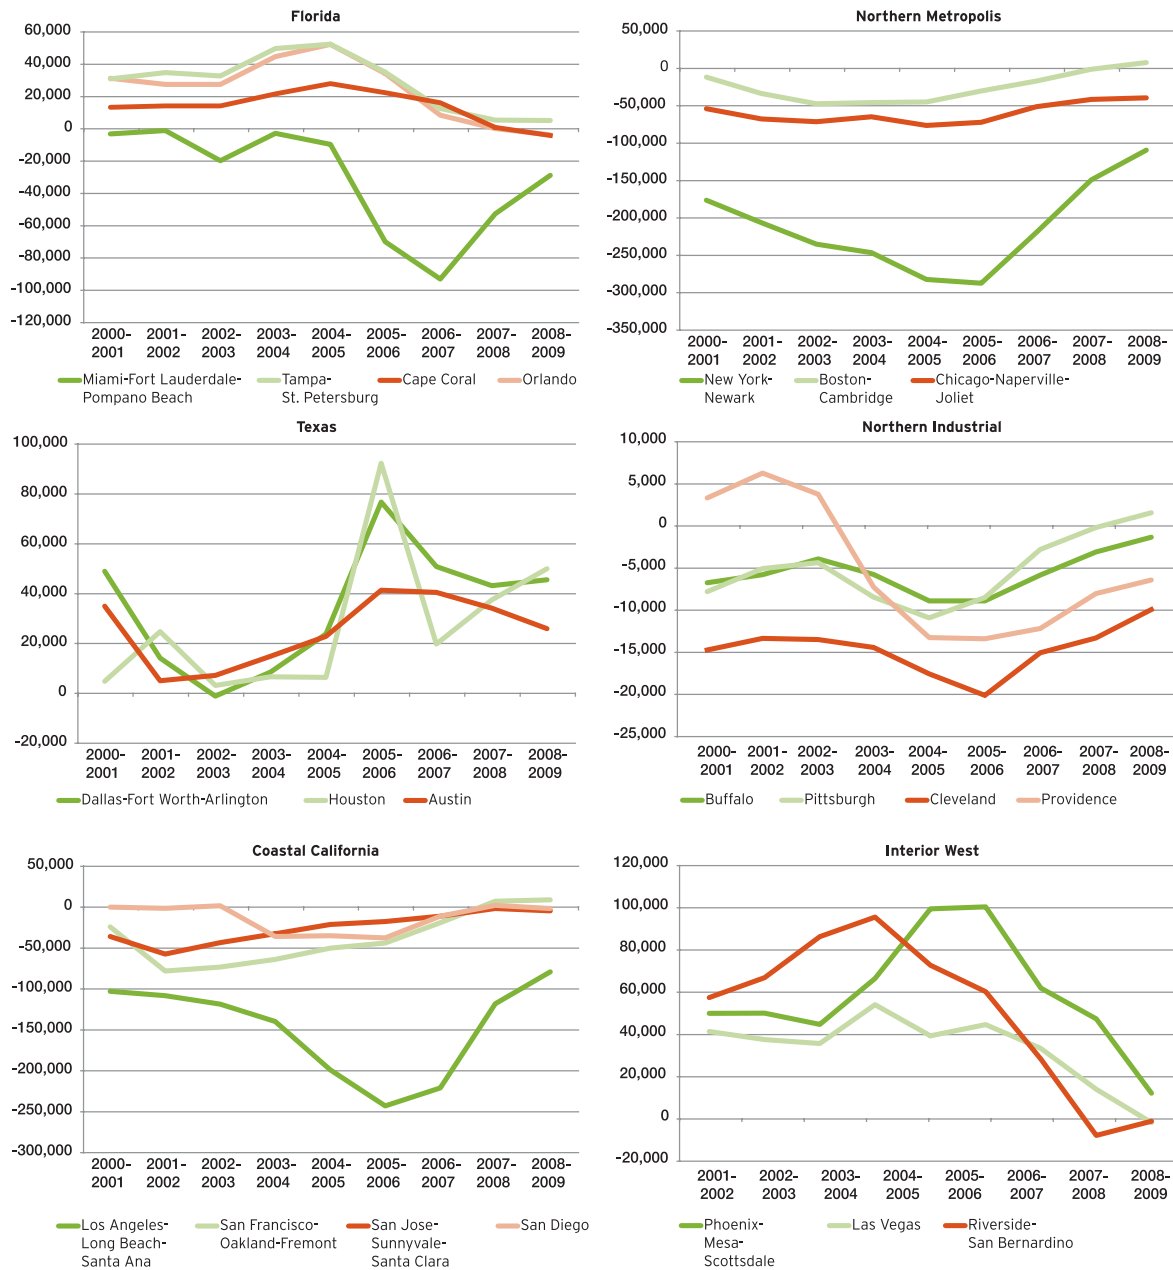 Florida
60,000
40,000
20,000
0
-20,000
-40,000
-60,000
-80,000
-100,000
-120,000
2000- 2001- 2002- 2003- 2004- 2005- 2006- 2007- 2008-
2001 2002 2003 2004 2005 2006 2007 2008 2009
Miami-Fort Lauderdale- Tampa- Cape Coral Orlando
Pompano Beach St. Petersburg
Northern Metropolis
50,000
0
-50,000
-100,000
-150,000
-200,000
-250,000
-300,000
-350,000
2000- 2001- 2002- 2003- 2004- 2005- 2006- 2007- 2008-
2001 2002 2003 2004 2005 2006 2007 2008 2009
New York- Boston- Chicago-Naperville-
Newark Cambridge Joliet
Texas
100,000
80,000
60,000
40,000
20,000
0
-20,000
2000- 2001- 2002- 2003- 2004- 2005- 2006- 2007- 2008-
2001 2002 2003 2004 2005 2006 2007 2008 2009
Dallas-Fort Worth-Arlington Houston Austin
Northern Industrial
10,000
5,000
0
-5,000
-10,000
-15,000
-20,000
-25,000
2000- 2001- 2002- 2003- 2004- 2005- 2006- 2007- 2008-
2001 2002 2003 2004 2005 2006 2007 2008 2009
Buffalo Pittsburgh Cleveland Providence
Coastal California
50,000
0
-50,000
-100,000
-150,000
-200,000
-250,000
-300,000
2000- 2001- 2002- 2003- 2004- 2005- 2006- 2007- 2008-
2001 2002 2003 2004 2005 2006 2007 2008 2009
Los Angeles- San Francisco- San Jose- San Diego
Long Beach- Oakland-Fremont Sunnyvale-
Santa Ana Santa Clara
Interior West
120,000
100,000
80,000
60,000
40,000
20,000
0
-20,000
2001- 2002- 2003- 2004- 2005- 2006- 2007- 2008-
2002 2003 2004 2005 2006 2007 2008 2009
Phoenix- Las Vegas Riverside-
Mesa- San Bernardino
Scottsdale